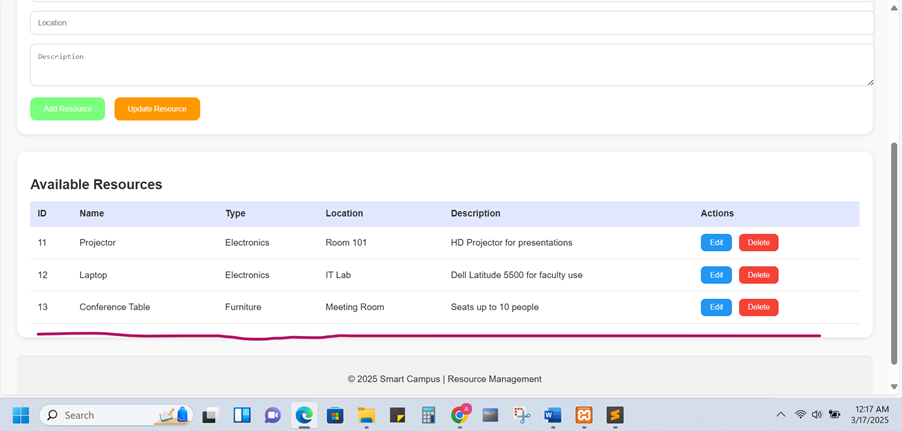 Location
Description
Add Resource Update Resource
Available Resources
ID Name Type Location Description Actions
11 Projector Electronics Room 101 HD Projector for presentations Edit Delete
12 Laptop Electronics IT Lab Dell Latitude 5500 for faculty use Edit Delete
13 Conference Table Furniture Meeting Room Seats up to 10 people Edit Delete
© 2025 Smart Campus | Resource Management
Search A W S 12:17 AM
3/17/2025